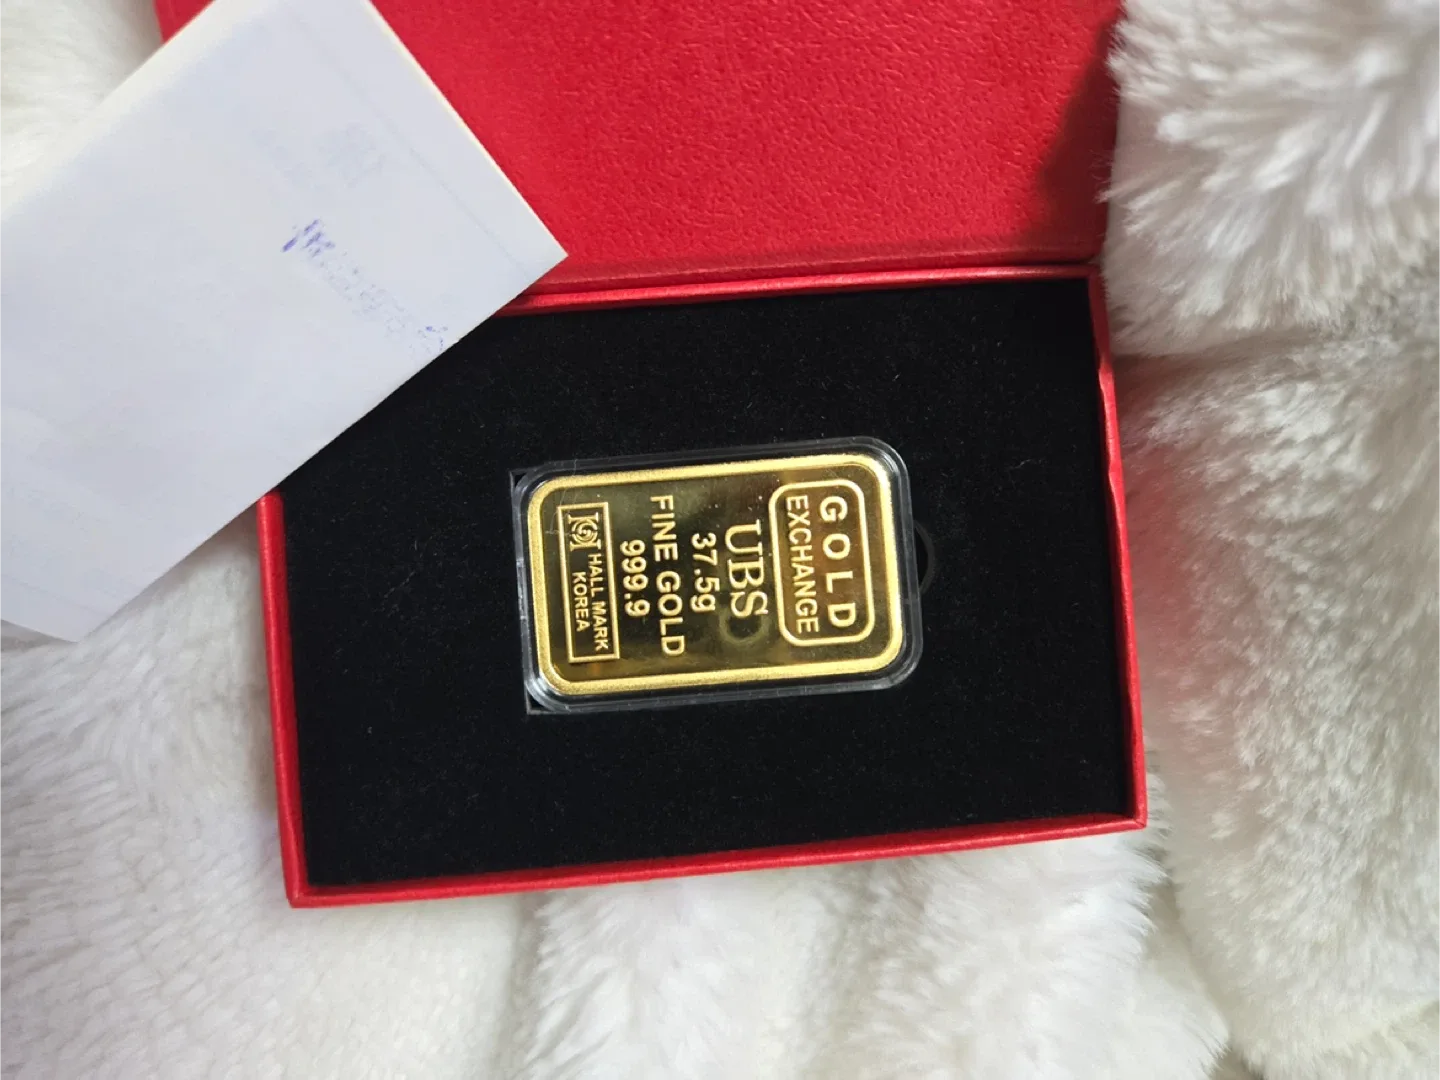 GOLD
EXCHANGE
UBS
37.5g
FINE GOLD
999.9
HALL MARK
KOREA